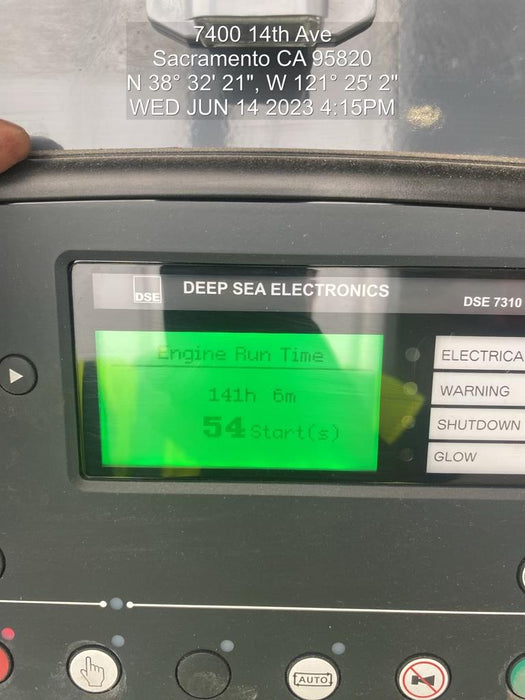 7400 14th Ave
Sacramento CA 95820
N 38° 32' 21", W 121° 25' 2"
WED JUN 14 2023 4:15PM
DSE
DEEP SEA ELECTRONICS
DSE 7310
Engine Run Time
141h 6m
54 Start(s)
ELECTRICA
WARNING
SHUTDOWN
GLOW
AUTO